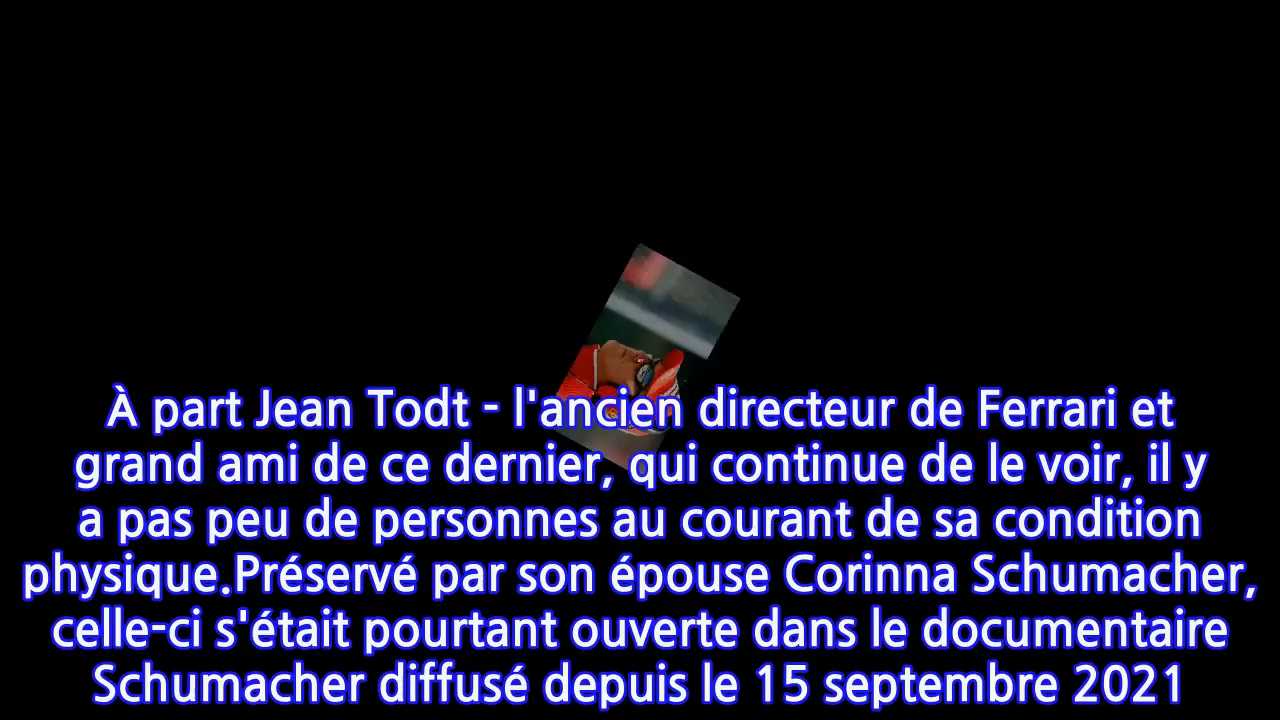 À part Jean Todt - l'ancien directeur de Ferrari et
grand ami de ce dernier, qui continue de le voir, il y
a pas peu de personnes au courant de sa condition
physique.Préservé par son épouse Corinna Schumacher,
celle-ci s'était pourtant ouverte dans le documentaire
Schumacher diffusé depuis le 15 septembre 2021